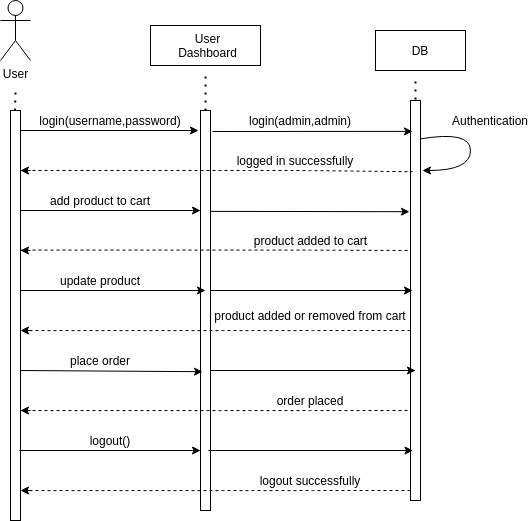 User
Dashboard
DB
User
login(username,password)
login(admin,admin)
Authentication
logged in successfully
add product to cart
product added to cart
update product
product added or removed from cart
place order
order placed
logout()
logout successfully